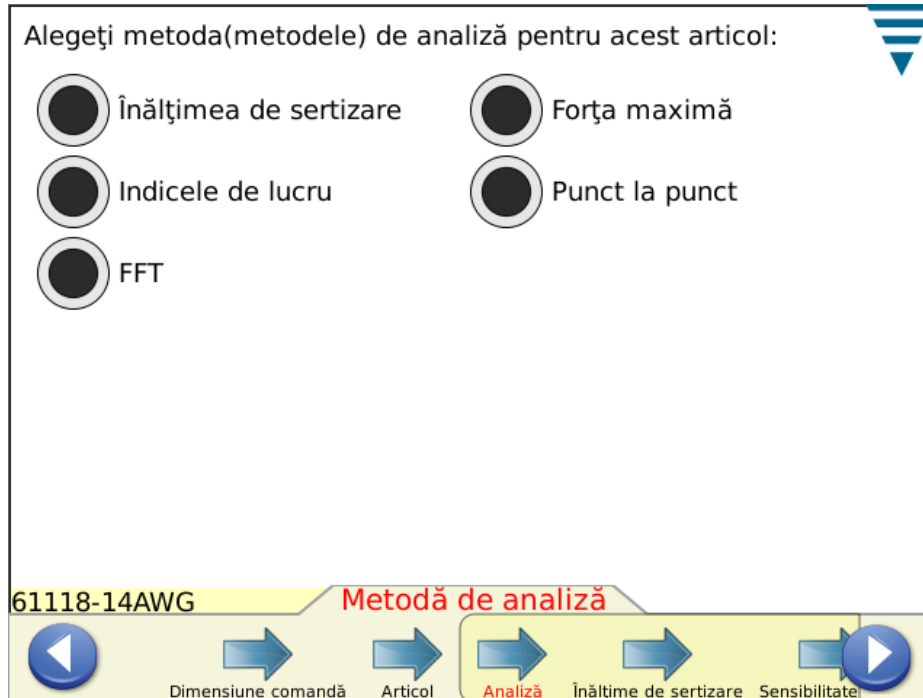 Alegeţi metoda(metodele) de analiză pentru acest articol:
Înălţimea de sertizare
Forţa maximă
Indicele de lucru
Punct la punct
FFT
61118-14AWG
Metodă de analiză
Dimensiune comandă
Articol
Analiză
Înălţime de sertizare
Sensibilitate